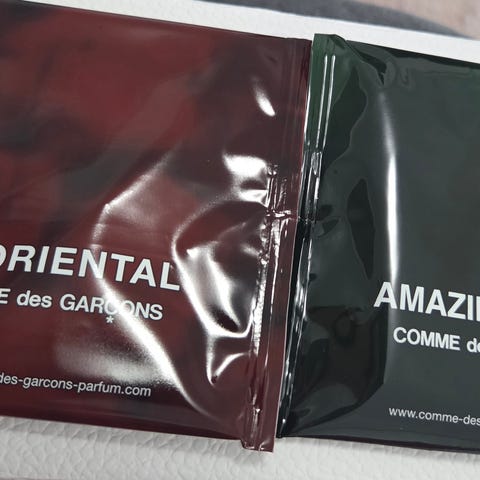 ORIENTAL
E des GARÇONS
*
des-garcons-parfum.com
AMAZI
COMME de
www.comme-des